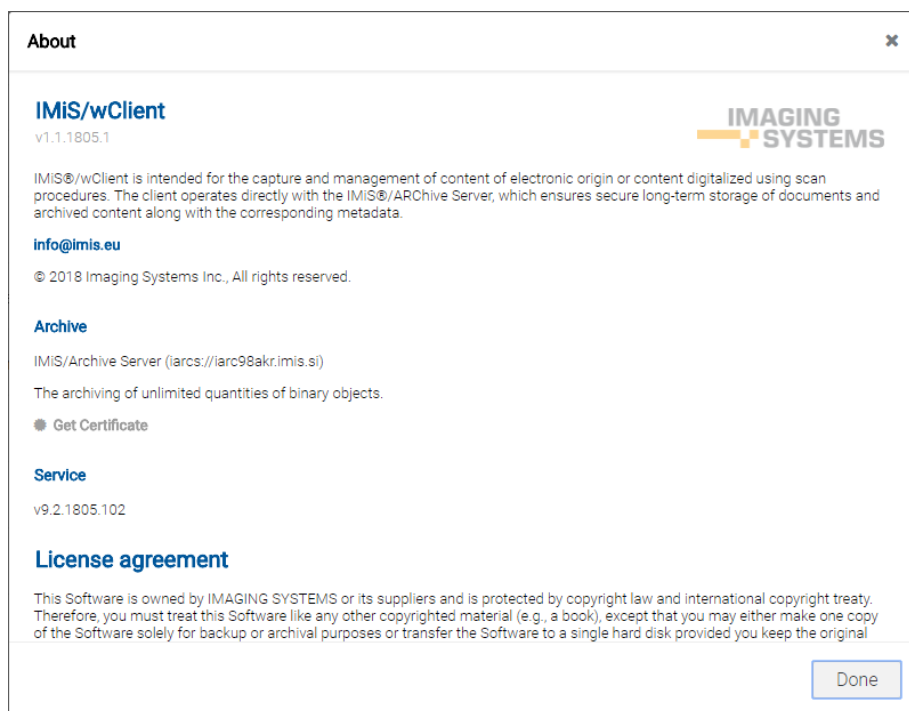 About
IMiS/wClient
v1.1.1805.1
IMAGING
SYSTEMS
IMiS®/wClient is intended for the capture and management of content of electronic origin or content digitalized using scan
procedures. The client operates directly with the IMiS®/ARChive Server, which ensures secure long-term storage of documents and
archived content along with the corresponding metadata.
info@imis.eu
© 2018 Imaging Systems Inc., All rights reserved.
Archive
IMiS/Archive Server (iarcs://iarc98akr.imis.si)
The archiving of unlimited quantities of binary objects.
Get Certificate
Service
v9.2.1805.102
License agreement
This Software is owned by IMAGING SYSTEMS or its suppliers and is protected by copyright law and international copyright treaty.
Therefore, you must treat this Software like any other copyrighted material (e.g., a book), except that you may either make one copy
of the Software solely for backup or archival purposes or transfer the Software to a single hard disk provided you keep the original
Done